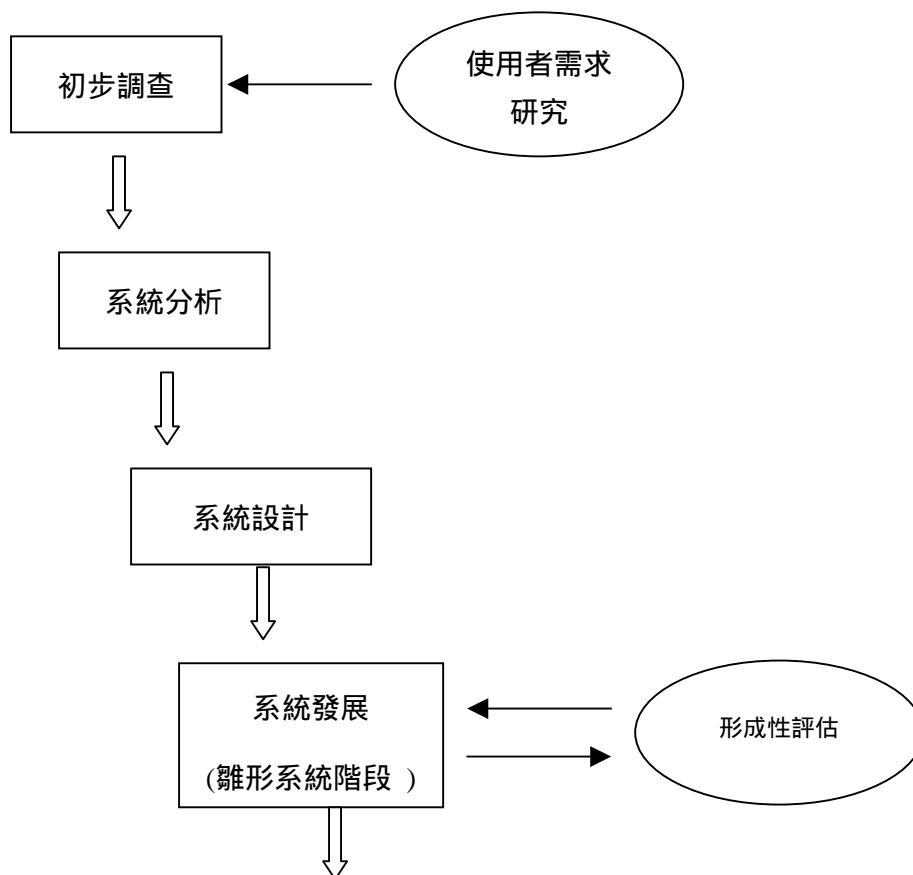 初步調查
使用者需求
研究
系統分析
系統設計
系統發展
(雛形系統階段 )
形成性評估